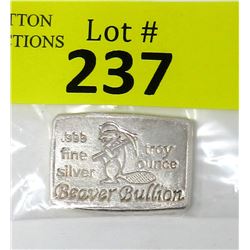 TTON
CTIONS
Lot #
237
.999
fine
silver
troy
ounce
Beaver Bullion